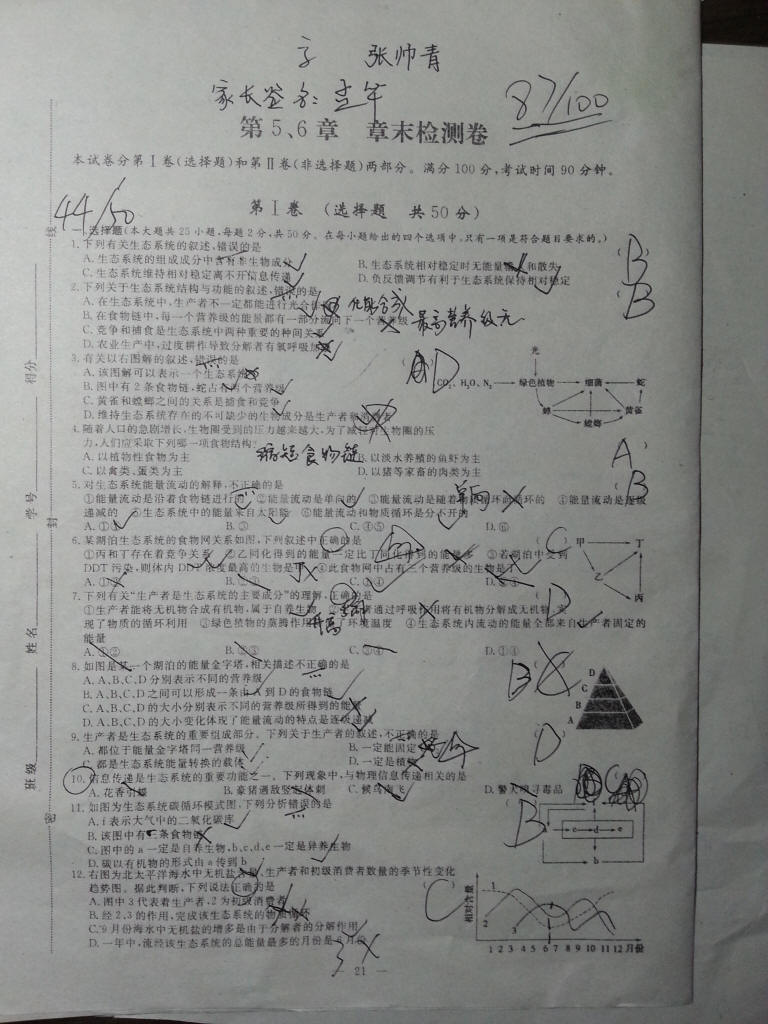 张帅青
家长签名:
87/100
第5、6章 章末检测卷
本试卷分第Ⅰ卷(选择题)和第Ⅱ卷(非选择题)两部分。满分100分,考试时间90分钟。
44/50
第Ⅰ卷 (选择题 共50分)
一、选择题(本大题共25小题,每题2分,共50分。在每小题给出的四个选项中,只有一项是符合题目要求的。)
1.下列有关生态系统的叙述,错误的是 ( B )
A.生态系统的组成成分中含有非生物成分
B.生态系统相对稳定时无能量输入和散失
C.生态系统维持相对稳定离不开信息传递
D.负反馈调节有利于生态系统保持相对稳定
2.下列关于生态系统结构与功能的叙述,错误的是 ( B )
A.在生态系统中,生产者不一定都能进行光合作用 化能合成
B.在食物链中,每一个营养级的能量都有一部分流向下一个营养级 最高营养级无
C.竞争和捕食是生态系统中两种重要的种间关系
D.农业生产中,过度耕作导致分解者有氧呼吸加强
3.有关以右图解的叙述,错误的是 D
A.该图解可以表示一个生态系统
B.图中有2条食物链,蛇占有两个营养级
C.黄雀和螳螂之间的关系是捕食和竞争
D.维持生态系统存在的不可缺少的生物成分是生产者和消费者
光
CO₂、H₂O、N₂ 绿色植物 细菌 蛇
蝉 螳螂 黄雀
4.随着人口的急剧增长,生物圈受到的压力越来越大,为了减轻对生物圈的压
力,人们应采取下列哪一项食物结构? ( A )
A.以植物性食物为主 缩短食物链
B.以淡水养殖的鱼虾为主
C.以禽类、蛋类为主
D.以猪等家畜的肉类为主
5.对生态系统能量流动的解释,不正确的是 单向 ( B )
①能量流动是沿着食物链进行的 ②能量流动是单向的 ③能量流动是随着物质循环而循环的 ④能量流动是逐级
递减的 ⑤生态系统中的能量来自太阳能 ⑥能量流动和物质循环是分不开的
A.①② B.③ C.④⑤ D.⑥
6.某湖泊生态系统的食物网关系如图,下列叙述中正确的是 ( C )
①丙和丁存在着竞争关系 ②乙同化得到的能量一定比丁同化得到的能量多 ③若湖泊中受到
DDT污染,则体内DDT浓度最高的生物是丁 ④此食物网中占有三个营养级的生物是丁
甲 丁
乙
丙
7.下列有关“生产者是生态系统的主要成分”的理解,正确的是 ( D )
①生产者能将无机物合成有机物,属于自养生物 ②生产者通过呼吸作用将有机物分解成无机物,实
现了物质的循环利用 ③绿色植物的蒸腾作用升高了环境温度 ④生态系统内流动的能量全部来自生产者固定的
能量
A.①② B.②③ C.③④ D.①④
8.如图是某一个湖泊的能量金字塔,相关描述不正确的是 B
A.A、B、C、D分别表示不同的营养级
B.A、B、C、D之间可以形成一条由A到D的食物链
C.A、B、C、D的大小分别表示不同的营养级所得到的能量
D.A、B、C、D的大小变化体现了能量流动的特点是逐级递减
D
C
B
A
9.生产者是生态系统的重要组成部分。下列关于生产者的叙述,不正确的是 ( D )
A.都位于能量金字塔同一营养级
C.都是生态系统能量转换的载体
D.一定是植物
10.信息传递是生态系统的重要功能之一。下列现象中,与物理信息传递相关的是
A.花香引蝶 B.豪猪遇敌竖立体刺 C.候鸟南飞 D.警犬嗅寻毒品
11.如图为生态系统碳循环模式图,下列分析错误的是 ( B )
A.f表示大气中的二氧化碳库
B.该图中有三条食物链
C.图中的a一定是自养生物,b、c、d、e一定是异养生物
D.碳以有机物的形式由a传到b
c d e
b
12.右图为北太平洋海水中无机盐含量、生产者和初级消费者数量的季节性变化
趋势图。据此判断,下列说法正确的是 ( C )
A.图中3代表着生产者,2为初级消费者
B.经2、3的作用,完成该生态系统的物质循环
C.9月份海水中无机盐的增多是由于分解者的分解作用
D.一年中,流经该生态系统的总能量最多的月份是6月份
相对含量
1
2 3
1 2 3 4 5 6 7 8 9 10 11 12 月份
— 21 —
班级 姓名 学号 得分
密 封 线